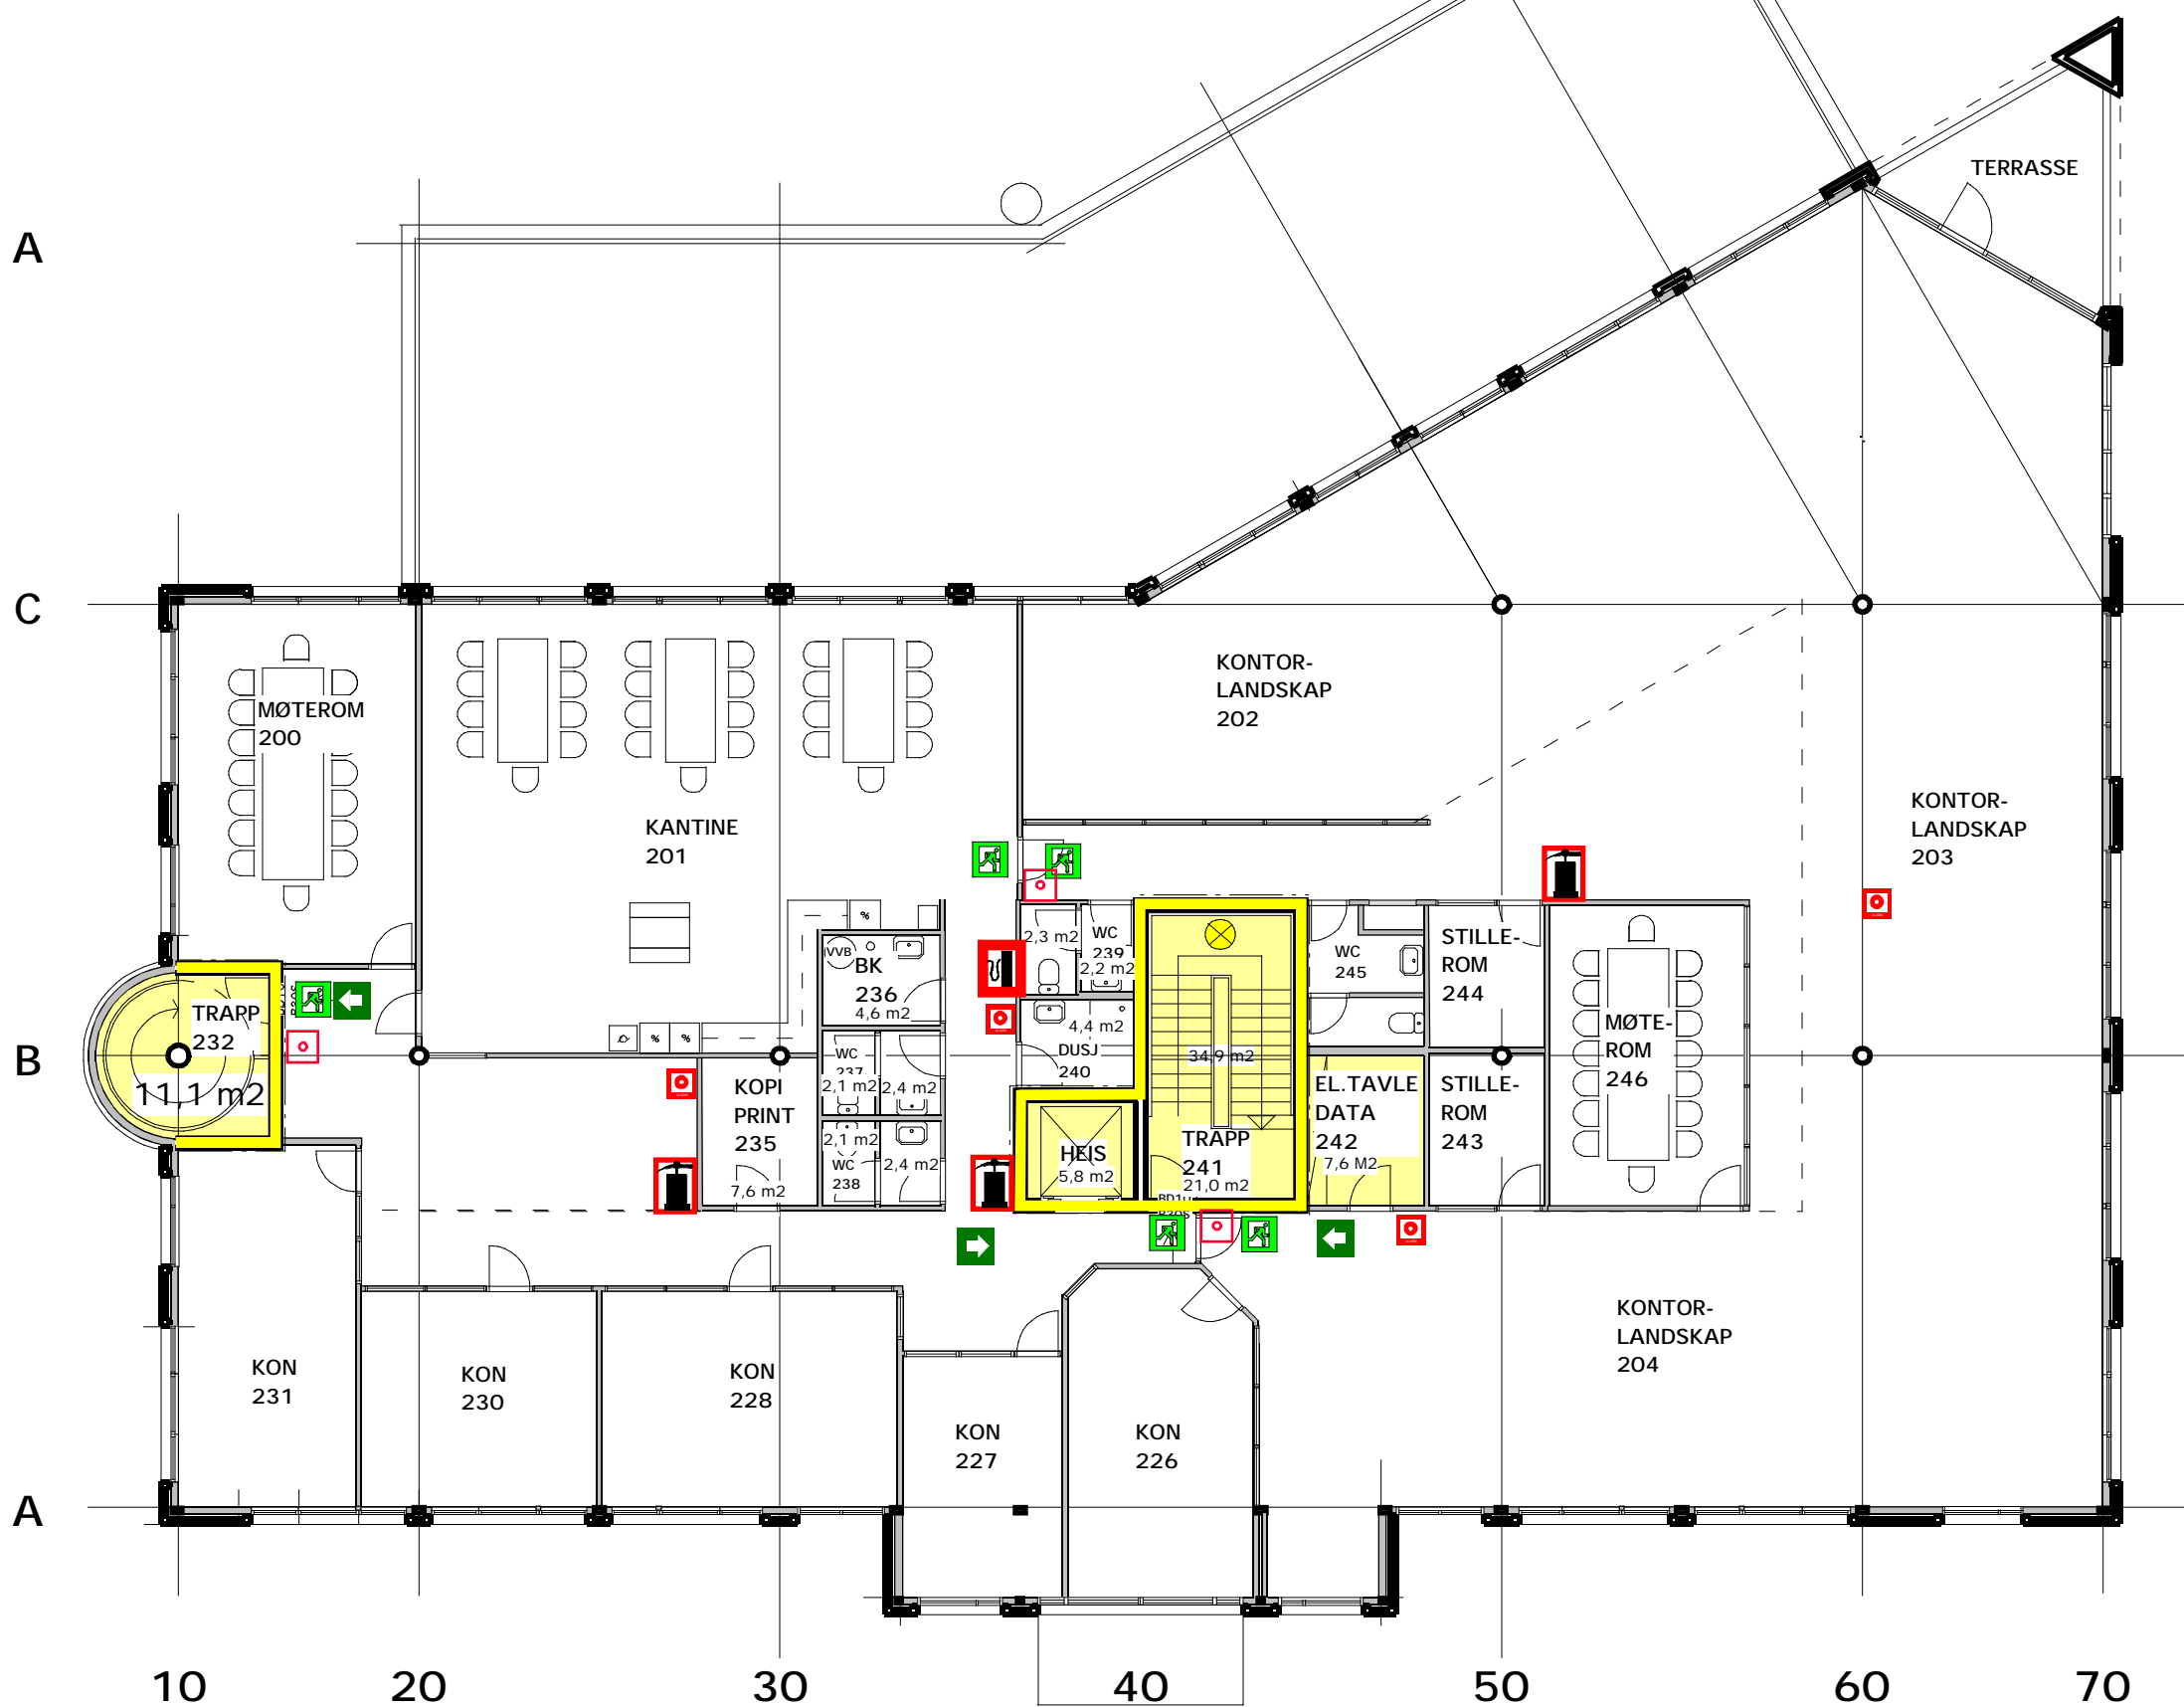 TERRASSE
A
C
KONTOR-
LANDSKAP
202
MØTEROM
200
KONTOR-
LANDSKAP
203
KANTINE
201
2,3 m2
WC
239
2,2 m2
VVB
BK
236
4,6 m2
WC
245
STILLE-
ROM
244
TRAPP
232
11,1 m2
4,4 m2
DUSJ
240
34,9 m2
MØTE-
ROM
246
B
WC
237
2,1 m2
2,4 m2
KOPI
PRINT
235
7,6 m2
2,1 m2
WC
238
2,4 m2
HEIS
5,8 m2
TRAPP
241
21,0 m2
EL.TAVLE
DATA
242
7,6 M2
STILLE-
ROM
243
KONTOR-
LANDSKAP
204
KON
231
KON
230
KON
228
KON
227
KON
226
A
10
20
30
40
50
60
70